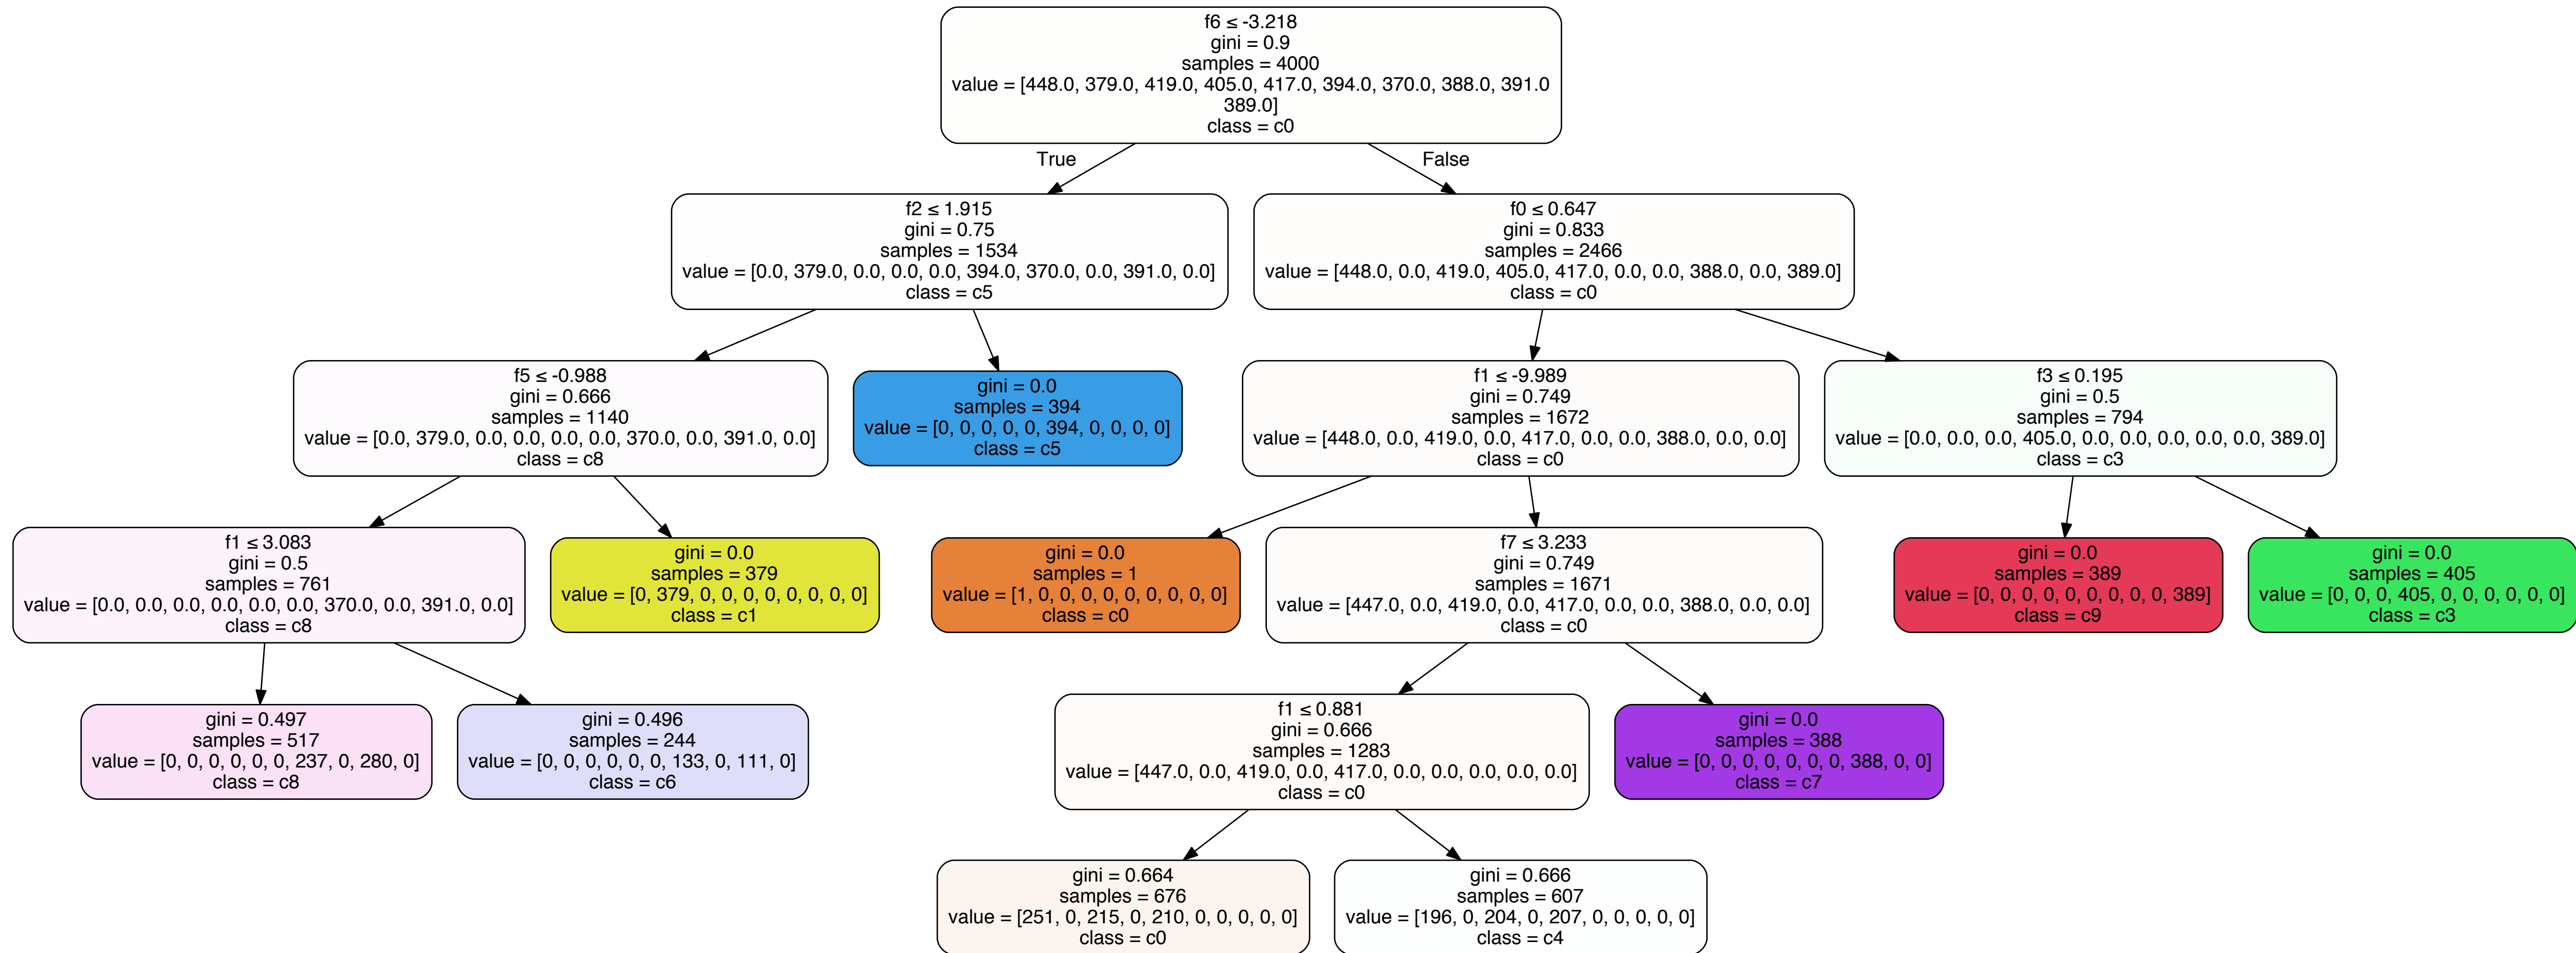 f6 ≤ -3.218
gini = 0.9
samples = 4000
value = [448.0, 379.0, 419.0, 405.0, 417.0, 394.0, 370.0, 388.0, 391.0
389.0]
class = c0
True
False
f2 ≤ 1.915
gini = 0.75
samples = 1534
value = [0.0, 379.0, 0.0, 0.0, 0.0, 394.0, 370.0, 0.0, 391.0, 0.0]
class = c5
f0 ≤ 0.647
gini = 0.833
samples = 2466
value = [448.0, 0.0, 419.0, 405.0, 417.0, 0.0, 0.0, 388.0, 0.0, 389.0]
class = c0
f5 ≤ -0.988
gini = 0.666
samples = 1140
value = [0.0, 379.0, 0.0, 0.0, 0.0, 0.0, 370.0, 0.0, 391.0, 0.0]
class = c8
gini = 0.0
samples = 394
value = [0, 0, 0, 0, 0, 394, 0, 0, 0, 0]
class = c5
f1 ≤ -9.989
gini = 0.749
samples = 1672
value = [448.0, 0.0, 419.0, 0.0, 417.0, 0.0, 0.0, 388.0, 0.0, 0.0]
class = c0
f3 ≤ 0.195
gini = 0.5
samples = 794
value = [0.0, 0.0, 0.0, 405.0, 0.0, 0.0, 0.0, 0.0, 0.0, 389.0]
class = c3
f1 ≤ 3.083
gini = 0.5
samples = 761
value = [0.0, 0.0, 0.0, 0.0, 0.0, 0.0, 370.0, 0.0, 391.0, 0.0]
class = c8
gini = 0.0
samples = 379
value = [0, 379, 0, 0, 0, 0, 0, 0, 0, 0]
class = c1
gini = 0.0
samples = 1
value = [1, 0, 0, 0, 0, 0, 0, 0, 0, 0]
class = c0
f7 ≤ 3.233
gini = 0.749
samples = 1671
value = [447.0, 0.0, 419.0, 0.0, 417.0, 0.0, 0.0, 388.0, 0.0, 0.0]
class = c0
gini = 0.0
samples = 389
value = [0, 0, 0, 0, 0, 0, 0, 0, 0, 389]
class = c9
gini = 0.0
samples = 405
value = [0, 0, 0, 405, 0, 0, 0, 0, 0, 0]
class = c3
gini = 0.497
samples = 517
value = [0, 0, 0, 0, 0, 0, 237, 0, 280, 0]
class = c8
gini = 0.496
samples = 244
value = [0, 0, 0, 0, 0, 0, 133, 0, 111, 0]
class = c6
f1 ≤ 0.881
gini = 0.666
samples = 1283
value = [447.0, 0.0, 419.0, 0.0, 417.0, 0.0, 0.0, 0.0, 0.0, 0.0]
class = c0
gini = 0.0
samples = 388
value = [0, 0, 0, 0, 0, 0, 0, 388, 0, 0]
class = c7
gini = 0.664
samples = 676
value = [251, 0, 215, 0, 210, 0, 0, 0, 0, 0]
class = c0
gini = 0.666
samples = 607
value = [196, 0, 204, 0, 207, 0, 0, 0, 0, 0]
class = c4